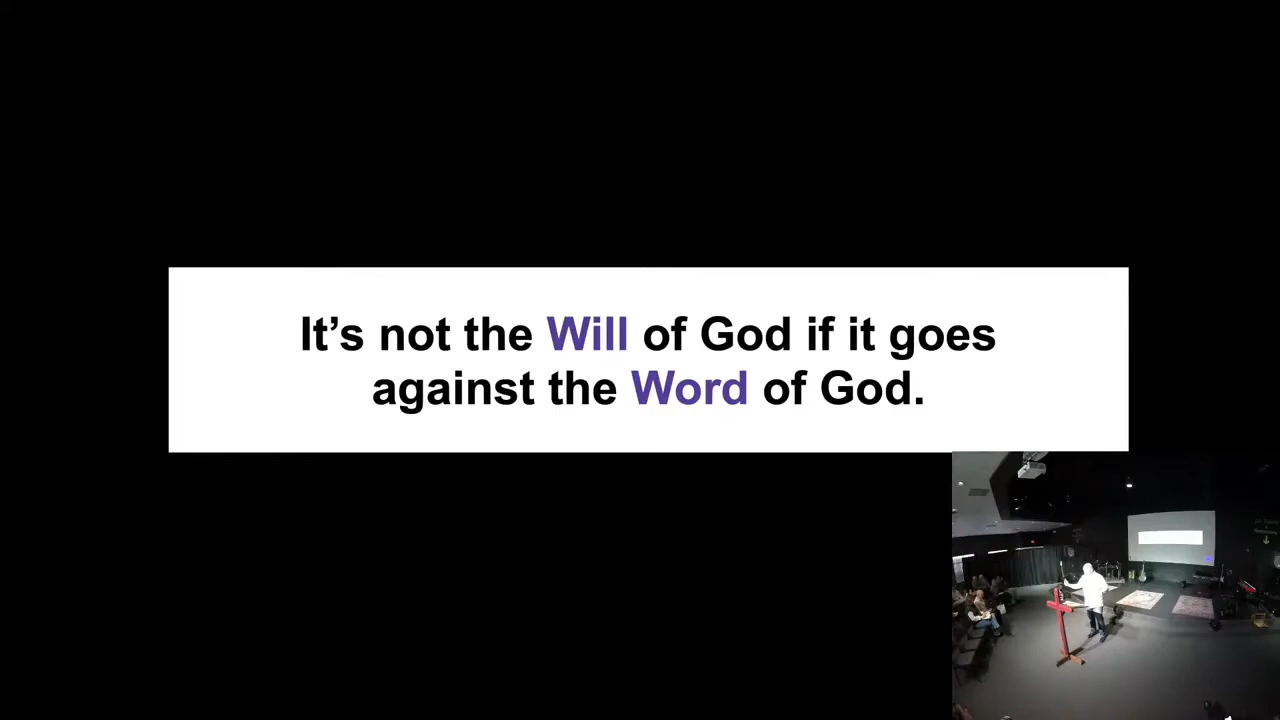 It’s not the Will of God if it goes
against the Word of God.